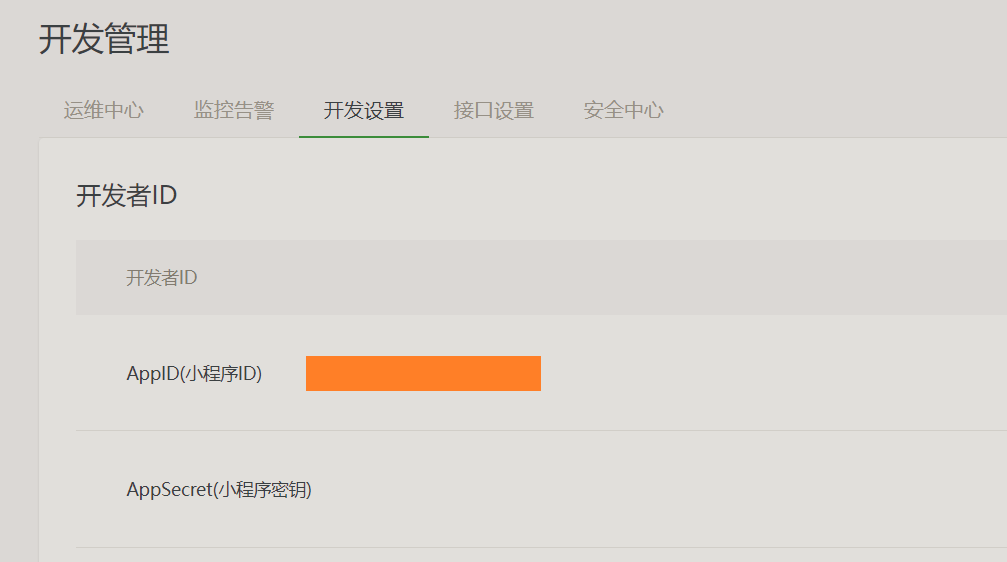 开发管理
运维中心 监控告警 开发设置 接口设置 安全中心
开发者ID
开发者ID
AppID(小程序ID)
AppSecret(小程序密钥)